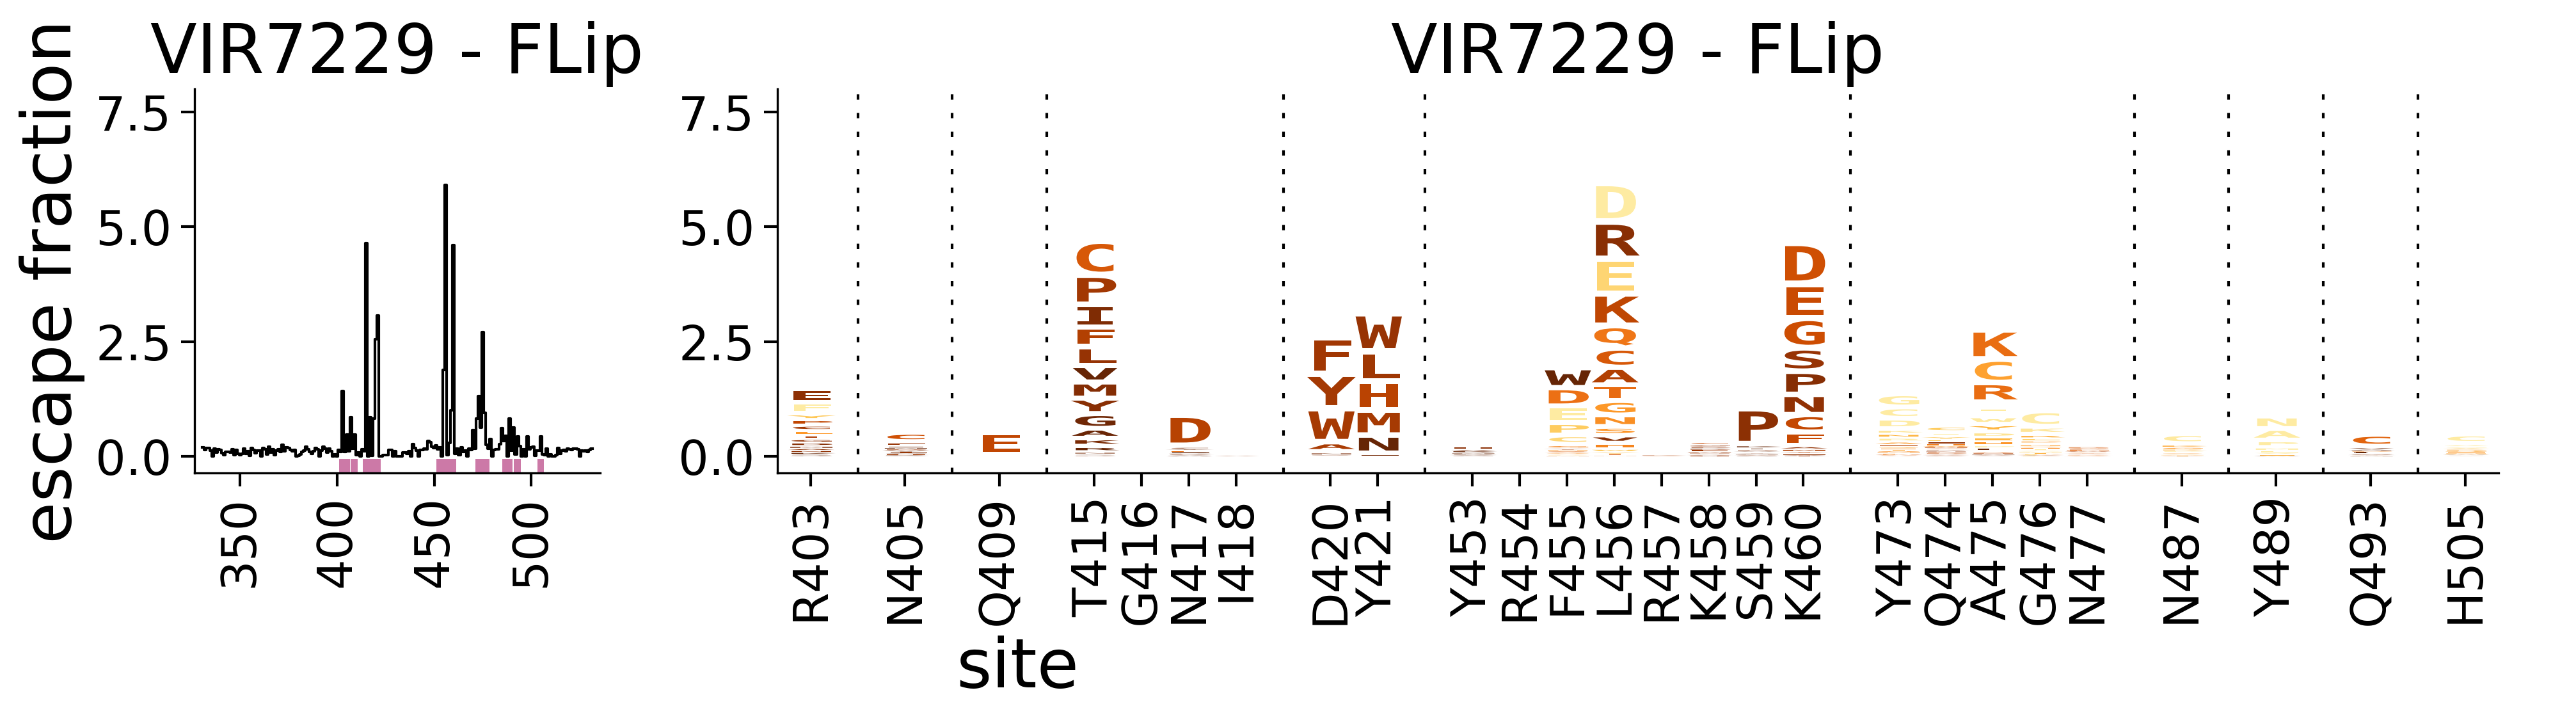 VIR7229 - FLip
VIR7229 - FLip
escape fraction
7.5
5.0
2.5
0.0
350
400
450
500
7.5
5.0
2.5
0.0
E
C
E
C
P
I
F
L
V
M
Y
G
A
K
D
F
Y
W
A
W
L
H
M
N
W
D
E
P
C
D
R
E
K
Q
C
A
T
G
N
S
V
P
D
E
G
S
P
N
C
F
G
C
D
K
C
R
C
N
A
C
C
R403
N405
Q409
T415
G416
N417
I418
D420
Y421
Y453
R454
F455
L456
R457
K458
S459
K460
Y473
Q474
A475
G476
N477
N487
Y489
Q493
H505
site